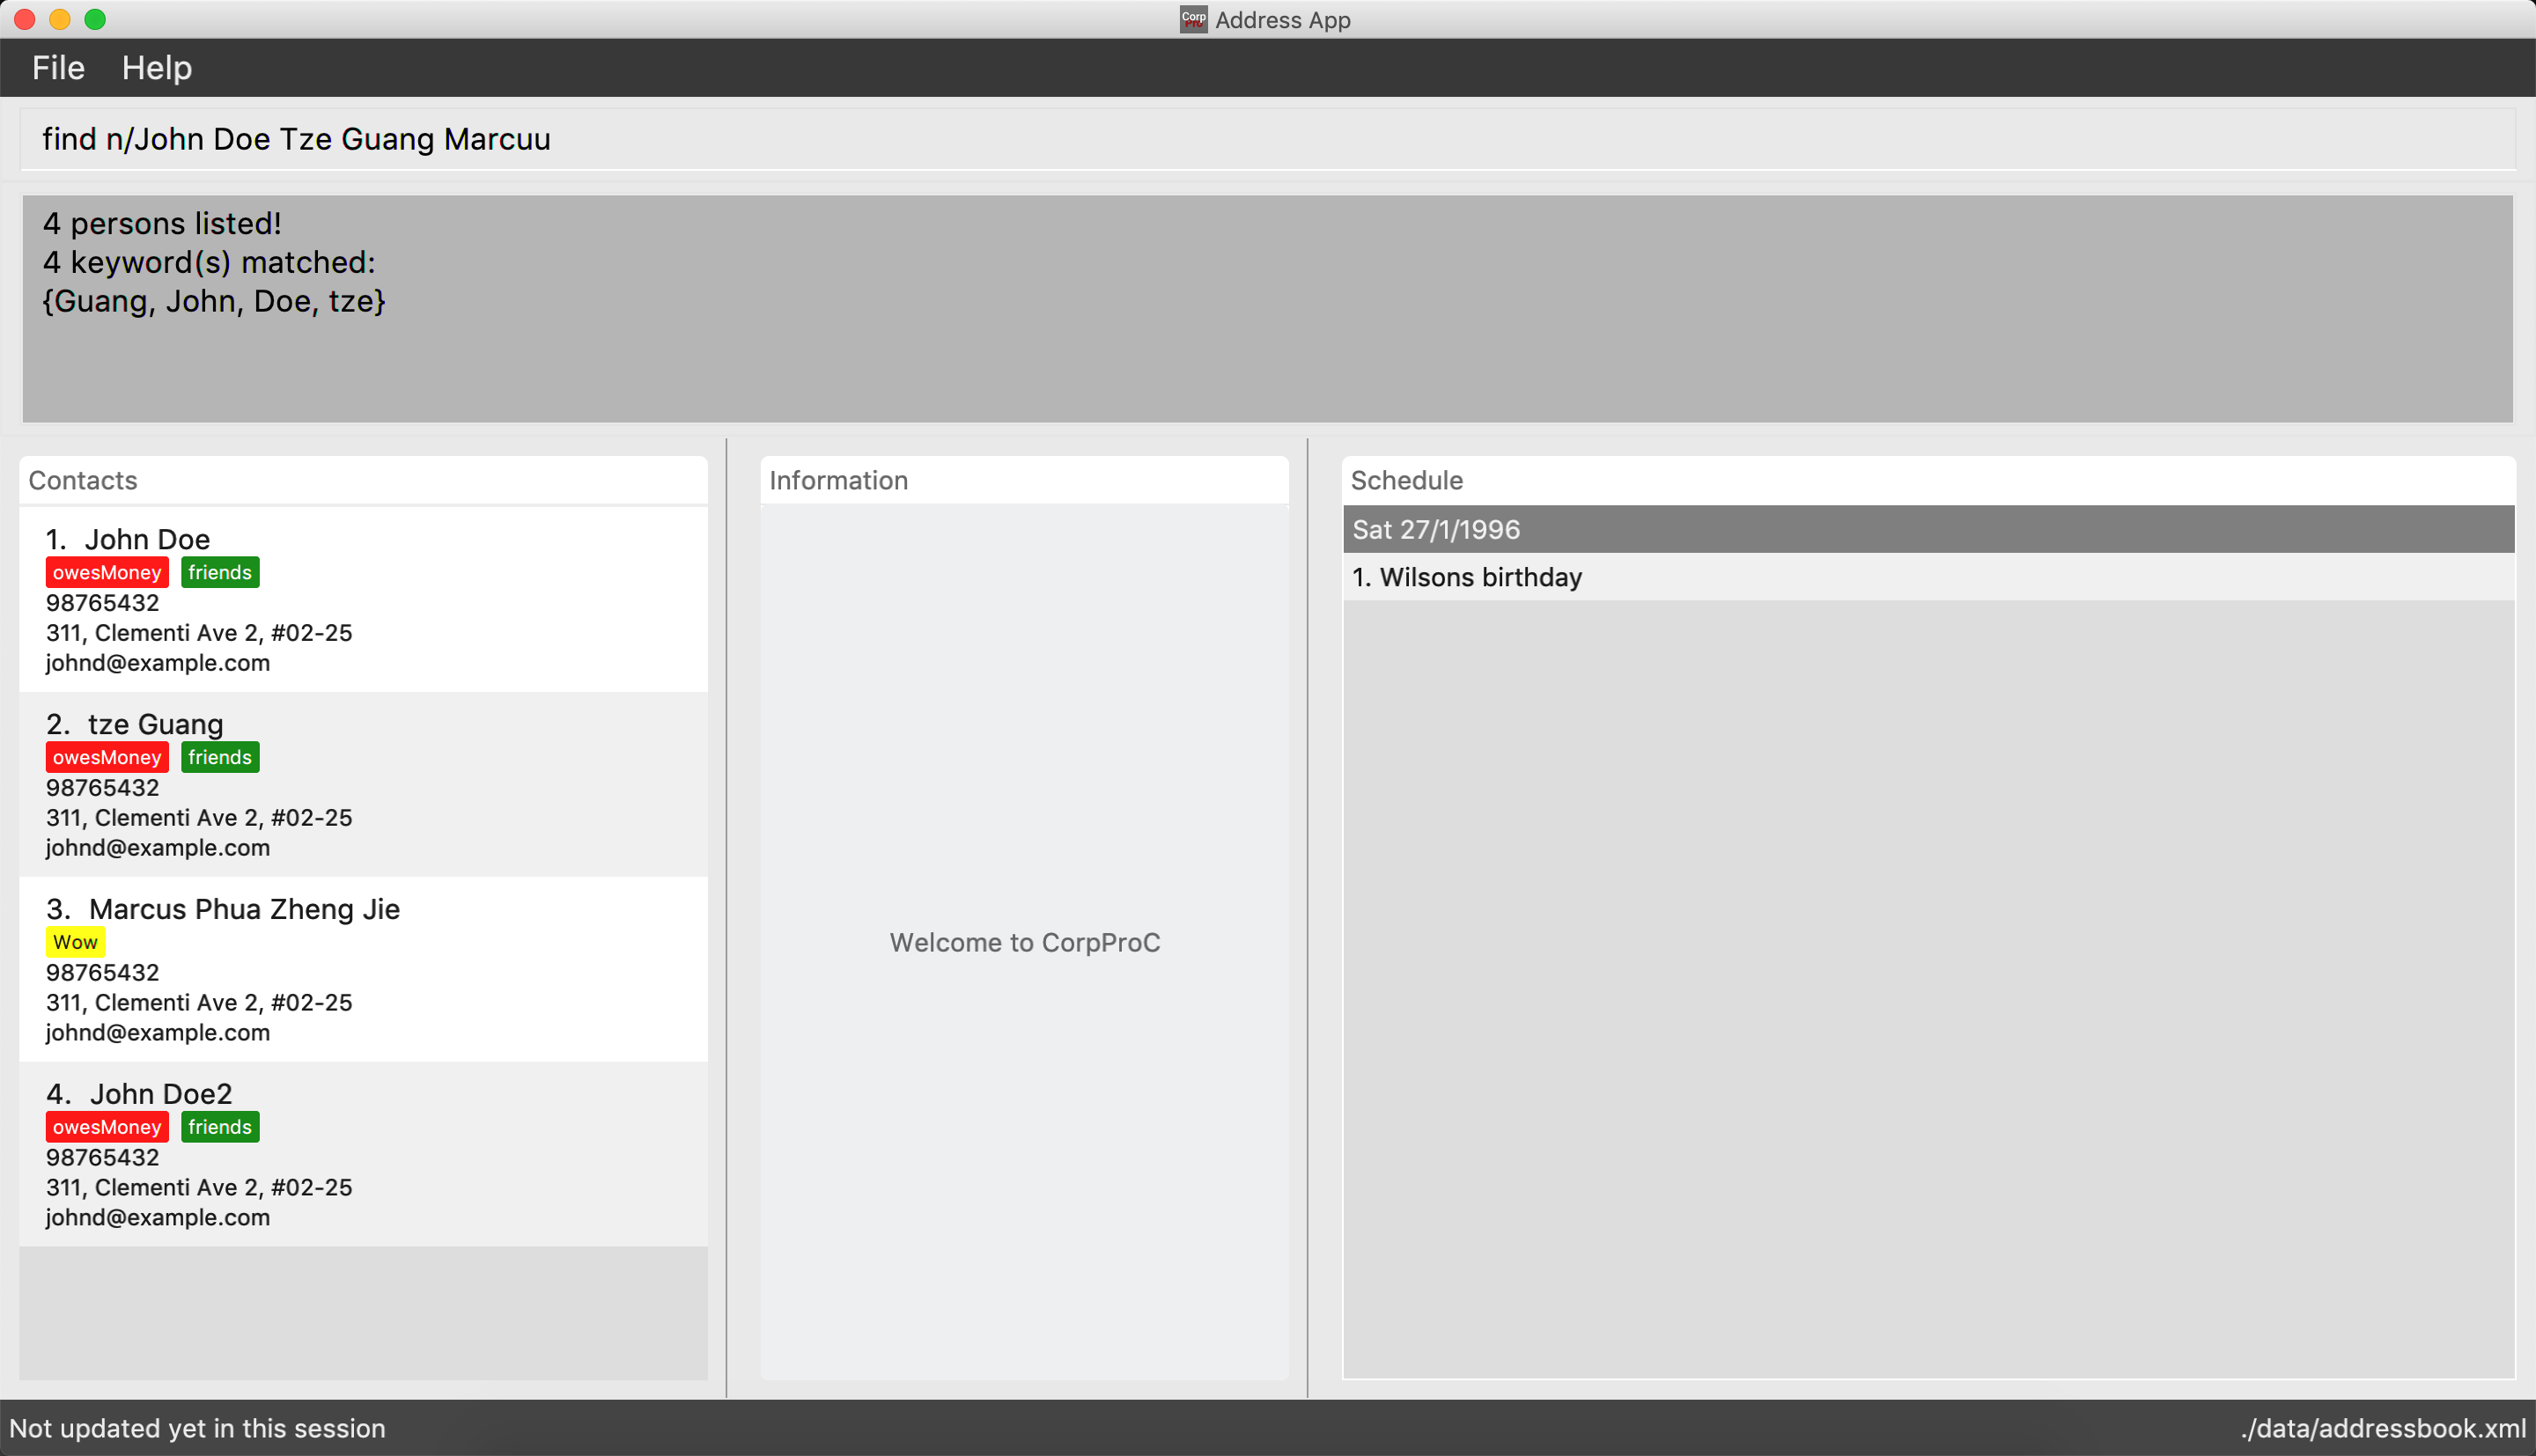 Corp
Pro
Address App
File Help
find n/John Doe Tze Guang Marcuu
4 persons listed!
4 keyword(s) matched:
{Guang, John, Doe, tze}
Contacts
1. John Doe
owesMoney friends
98765432
311, Clementi Ave 2, #02-25
johnd@example.com
2. tze Guang
owesMoney friends
98765432
311, Clementi Ave 2, #02-25
johnd@example.com
3. Marcus Phua Zheng Jie
Wow
98765432
311, Clementi Ave 2, #02-25
johnd@example.com
4. John Doe2
owesMoney friends
98765432
311, Clementi Ave 2, #02-25
johnd@example.com
Information
Welcome to CorpProC
Schedule
Sat 27/1/1996
1. Wilsons birthday
Not updated yet in this session
./data/addressbook.xml